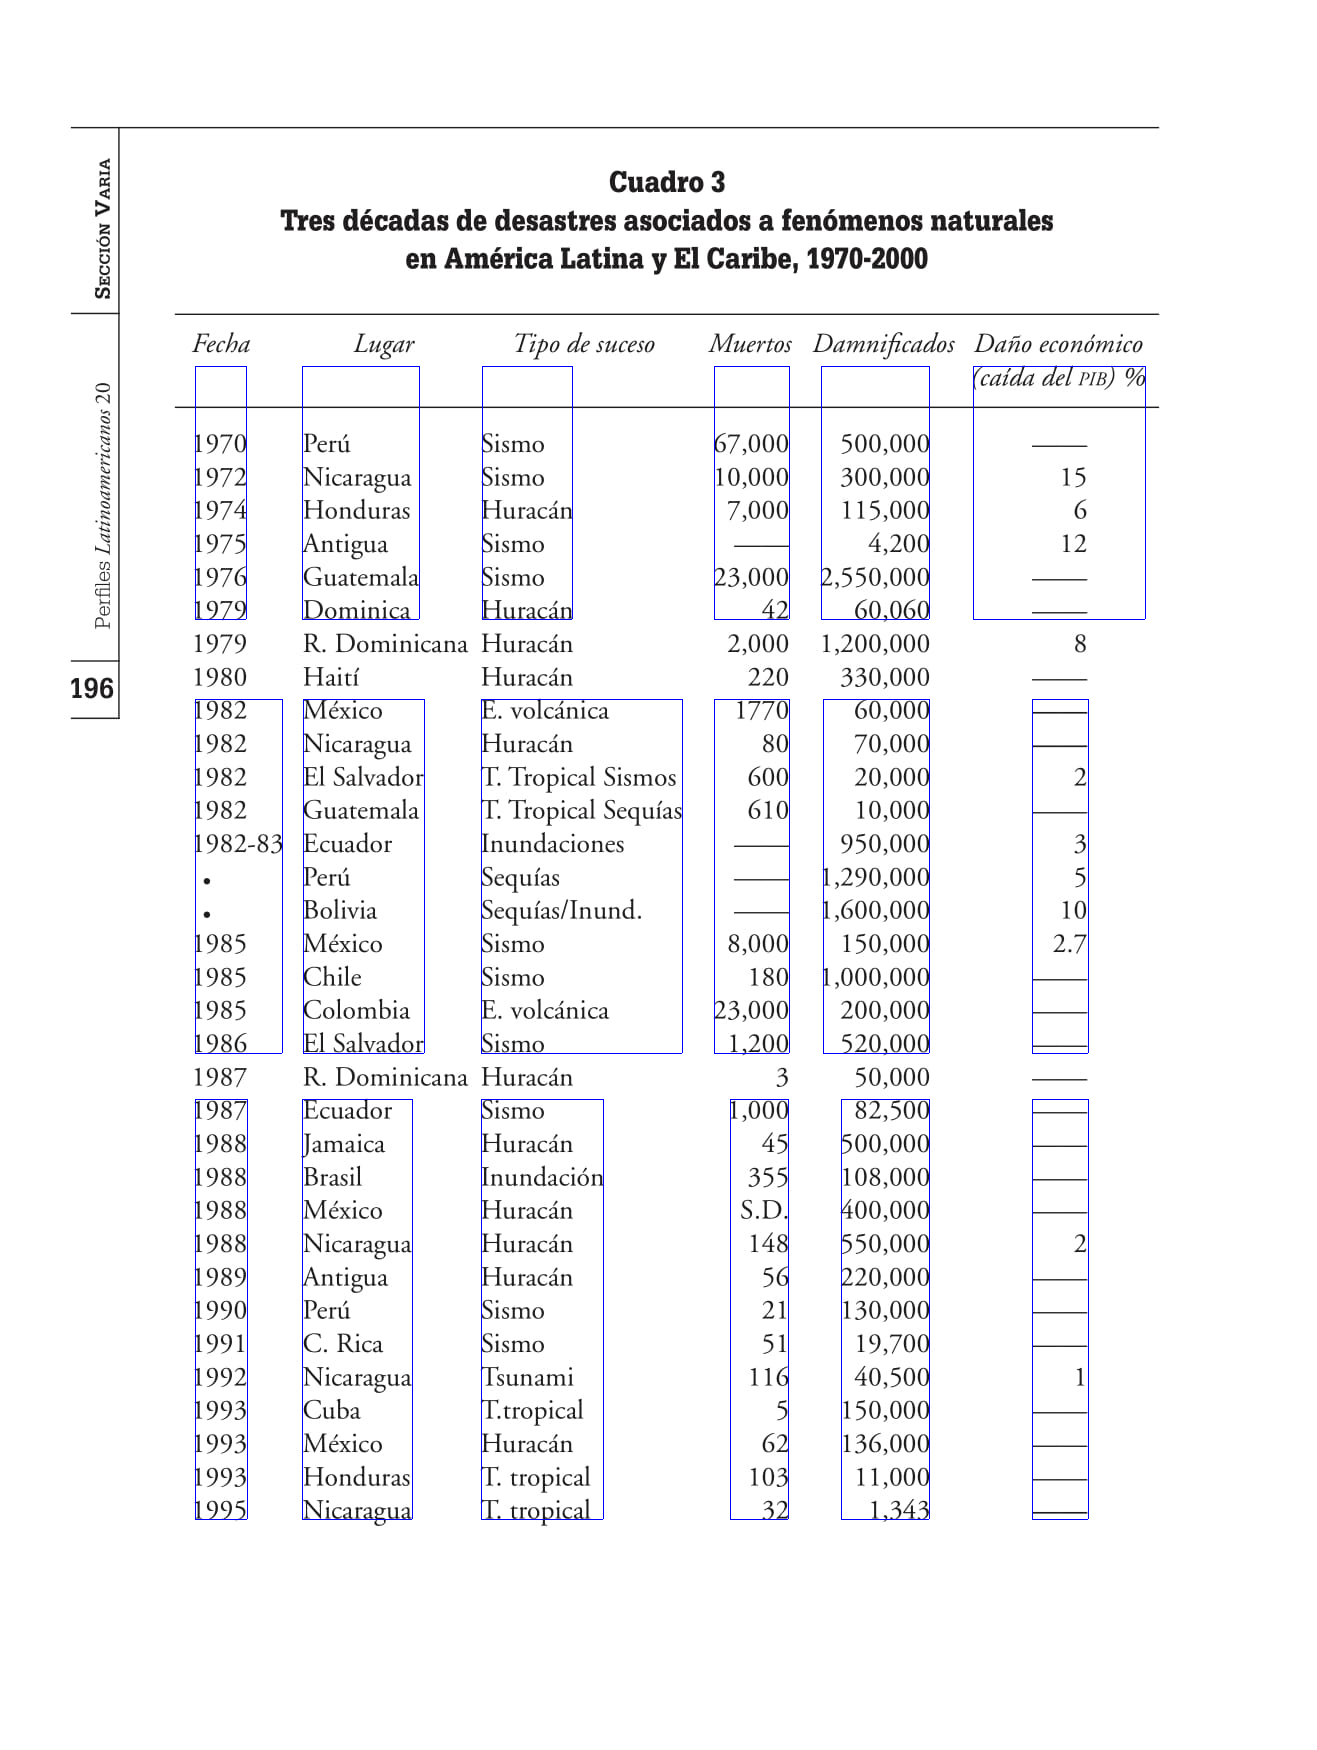 SECCIÓN VARIA
Perfiles Latinoamericanos 20
196
Cuadro 3
Tres décadas de desastres asociados a fenómenos naturales
en América Latina y El Caribe, 1970-2000
Fecha Lugar Tipo de suceso Muertos Damnificados Daño económico
(caída del PIB) %
1970 Perú Sismo 67,000 500,000 ——
1972 Nicaragua Sismo 10,000 300,000 15
1974 Honduras Huracán 7,000 115,000 6
1975 Antigua Sismo —— 4,200 12
1976 Guatemala Sismo 23,000 2,550,000 ——
1979 Dominica Huracán 42 60,060 ——
1979 R. Dominicana Huracán 2,000 1,200,000 8
1980 Haití Huracán 220 330,000 ——
1982 México E. volcánica 1770 60,000 ——
1982 Nicaragua Huracán 80 70,000 ——
1982 El Salvador T. Tropical Sismos 600 20,000 2
1982 Guatemala T. Tropical Sequías 610 10,000 ——
1982-83 Ecuador Inundaciones —— 950,000 3
• Perú Sequías —— 1,290,000 5
• Bolivia Sequías/Inund. —— 1,600,000 10
1985 México Sismo 8,000 150,000 2.7
1985 Chile Sismo 180 1,000,000 ——
1985 Colombia E. volcánica 23,000 200,000 ——
1986 El Salvador Sismo 1,200 520,000 ——
1987 R. Dominicana Huracán 3 50,000 ——
1987 Ecuador Sismo 1,000 82,500 ——
1988 Jamaica Huracán 45 500,000 ——
1988 Brasil Inundación 355 108,000 ——
1988 México Huracán S.D. 400,000 ——
1988 Nicaragua Huracán 148 550,000 2
1989 Antigua Huracán 56 220,000 ——
1990 Perú Sismo 21 130,000 ——
1991 C. Rica Sismo 51 19,700 ——
1992 Nicaragua Tsunami 116 40,500 1
1993 Cuba T.tropical 5 150,000 ——
1993 México Huracán 62 136,000 ——
1993 Honduras T. tropical 103 11,000 ——
1995 Nicaragua T. tropical 32 1,343 ——